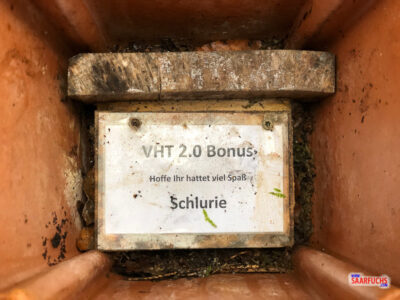 VHT 2.0 Bonus
Hoffe Ihr hattet viel Spaß
Schlurie
SAARFUCHS